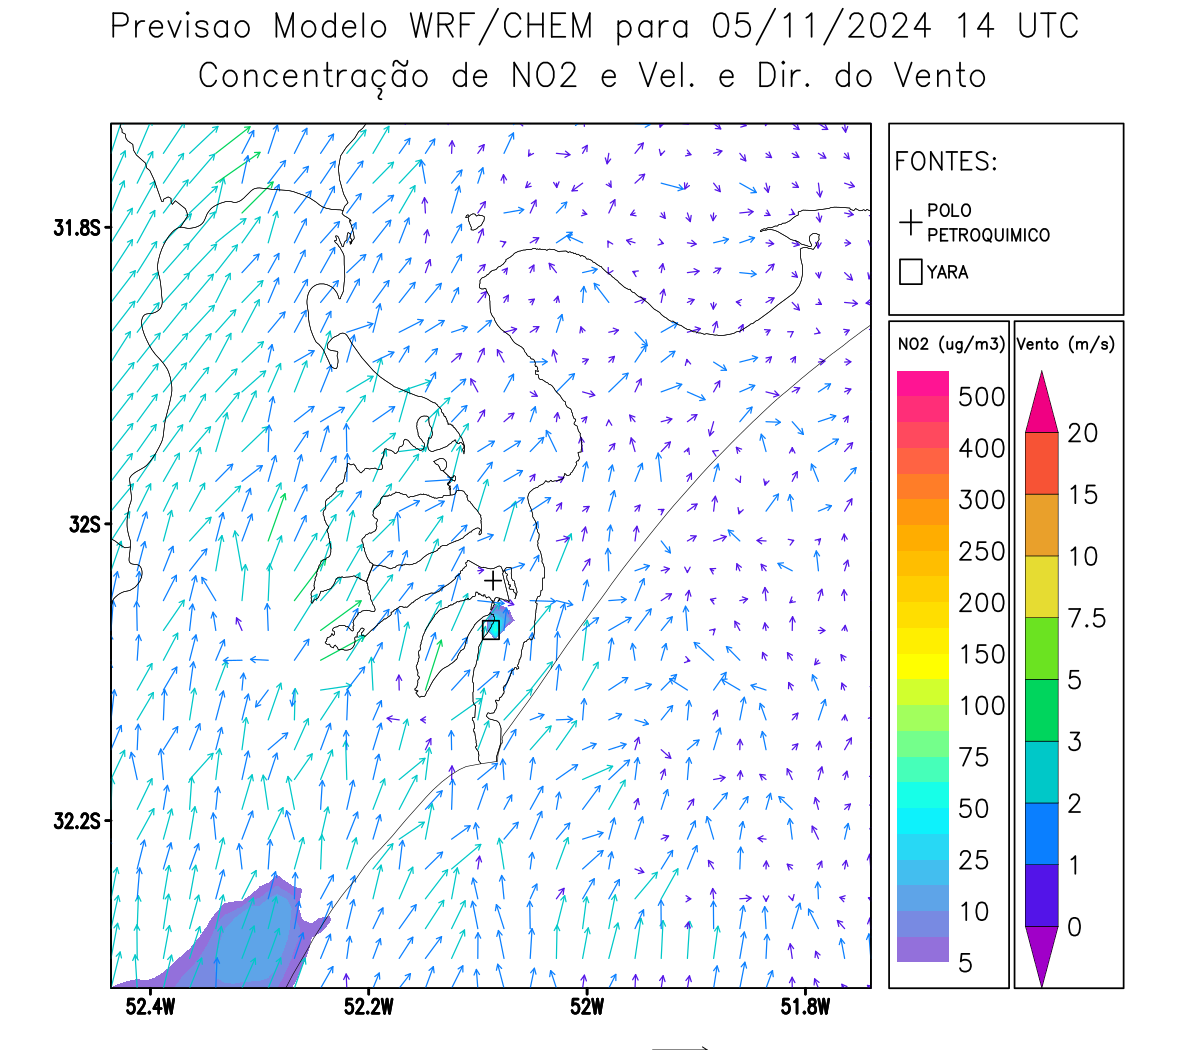 Previsao Modelo WRF/CHEM para 05/11/2024 14 UTC
Concentração de NO2 e Vel. e Dir. do Vento
FONTES:
POLO
PETROQUIMICO
YARA
31.8S
32S
32.2S
52.4W
52.2W
52W
51.8W
NO2 (ug/m3)
500
400
300
250
200
150
100
75
50
25
10
5
Vento (m/s)
20
15
10
7.5
5
3
2
1
0